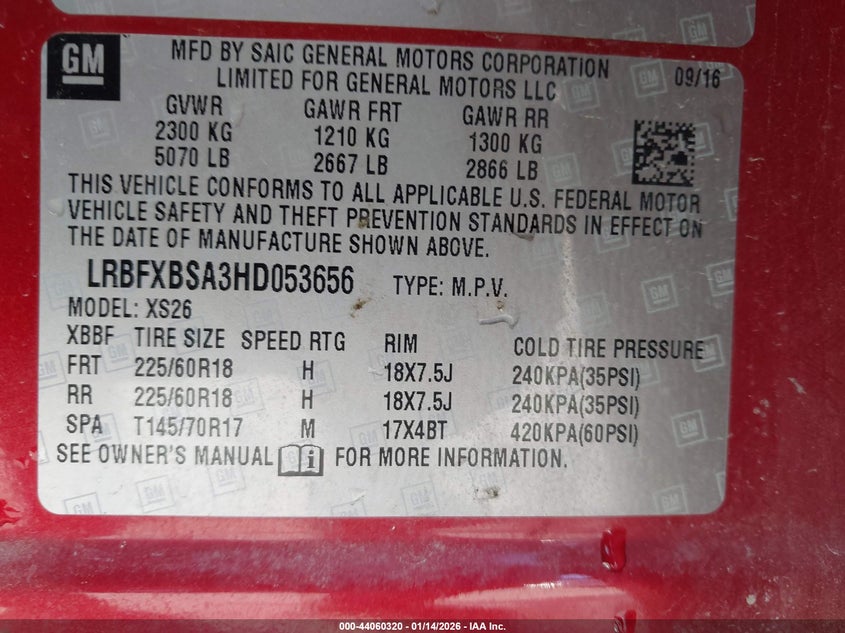 GM
MFD BY SAIC GENERAL MOTORS CORPORATION
LIMITED FOR GENERAL MOTORS LLC
09/16
GVWR GAWR FRT GAWR RR
2300 KG 1210 KG 1300 KG
5070 LB 2667 LB 2866 LB
THIS VEHICLE CONFORMS TO ALL APPLICABLE U.S. FEDERAL MOTOR
VEHICLE SAFETY AND THEFT PREVENTION STANDARDS IN EFFECT ON
THE DATE OF MANUFACTURE SHOWN ABOVE.
LRBFXBSA3HD053656 TYPE: M.P.V.
MODEL: XS26
XBBF TIRE SIZE SPEED RTG RIM COLD TIRE PRESSURE
FRT 225/60R18 H 18X7.5J 240KPA(35PSI)
RR 225/60R18 H 18X7.5J 240KPA(35PSI)
SPA T145/70R17 M 17X4BT 420KPA(60PSI)
SEE OWNER'S MANUAL i FOR MORE INFORMATION.
000-44060320 - 01/14/2026 - IAA Inc.